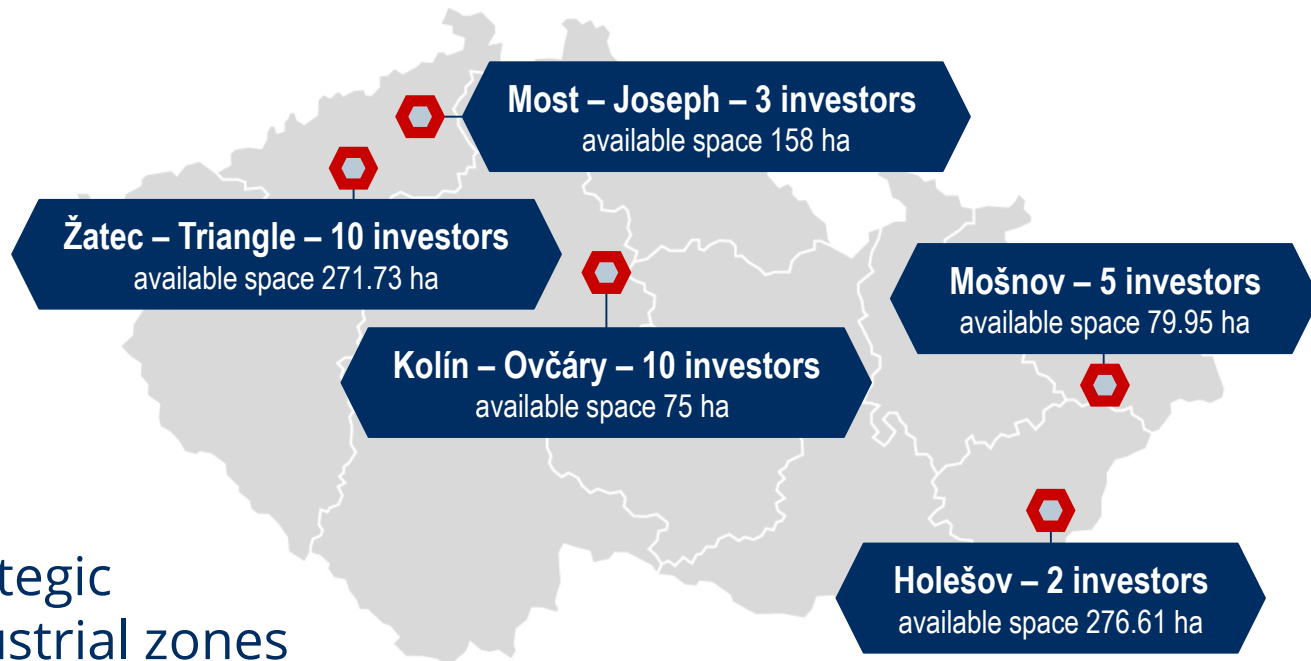 Most – Joseph – 3 investors
available space 158 ha
Žatec – Triangle – 10 investors
available space 271.73 ha
Mošnov – 5 investors
available space 79.95 ha
Kolín – Ovčáry – 10 investors
available space 75 ha
Holešov – 2 investors
available space 276.61 ha
tegic
ustrial zones